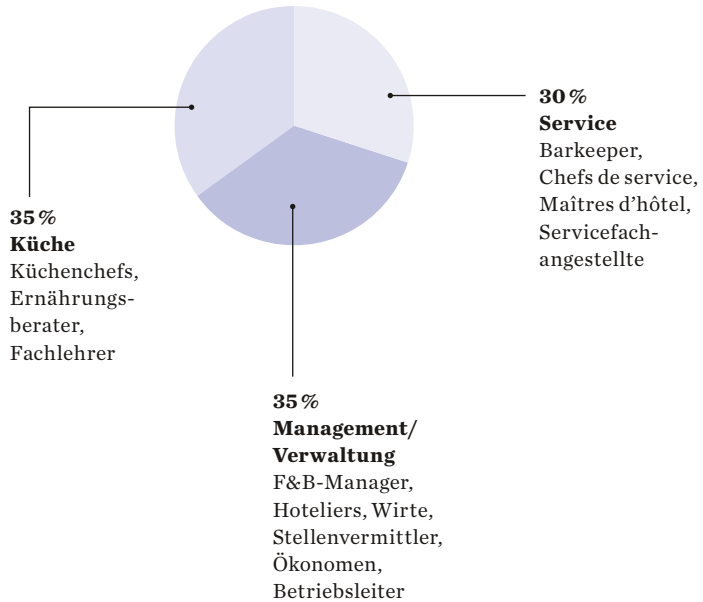 30 %
Service
Barkeeper,
Chefs de service,
Maîtres d’hôtel,
Servicefach-
angestellte
35 %
Küche
Küchenchefs,
Ernährungs-
berater,
Fachlehrer
35 %
Management/
Verwaltung
F&B-Manager,
Hoteliers, Wirte,
Stellenvermittler,
Ökonomen,
Betriebsleiter